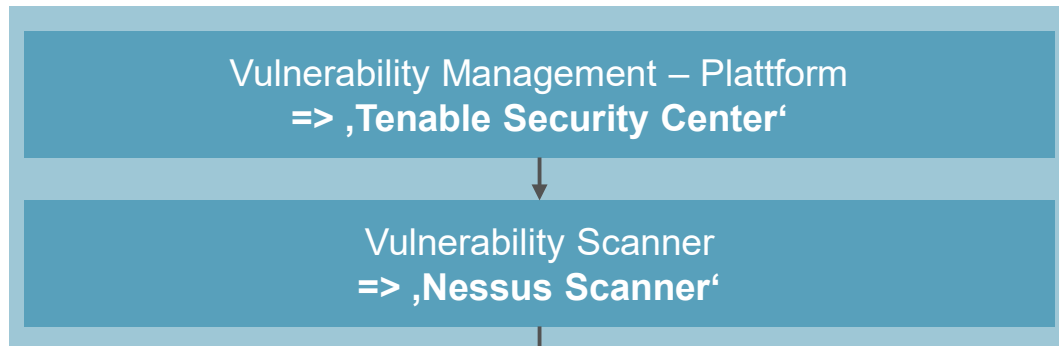 Vulnerability Management – Plattform
=> ‚Tenable Security Center‘
Vulnerability Scanner
=> ‚Nessus Scanner‘